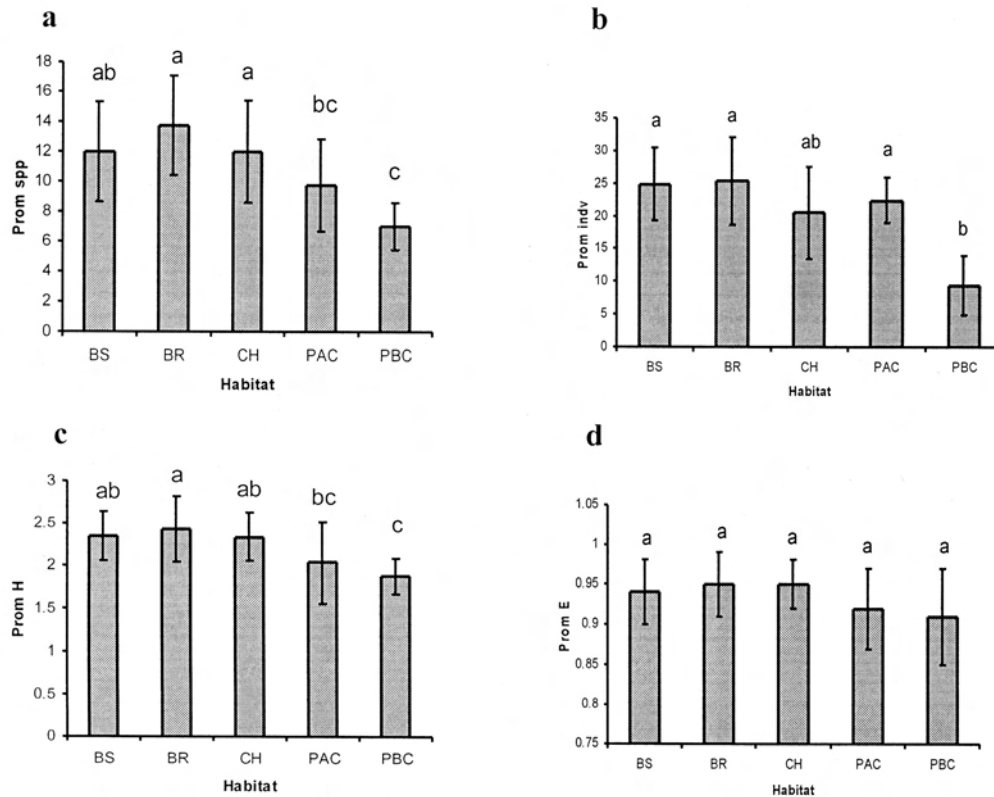 a
Prom spp
18
16
14
12
10
8
6
4
2
0
ab a a bc c
BS BR CH PAC PBC
Habitat
b
Prom indv
35
30
25
20
15
10
5
0
a a ab a b
BS BR CH PAC PBC
Habitat
c
Prom H
3
2.5
2
1.5
1
0.5
0
ab a ab bc c
BS BR CH PAC PBC
Habitat
d
Prom E
1.05
1
0.95
0.9
0.85
0.8
0.75
a a a a a
BS BR CH PAC PBC
Habitat